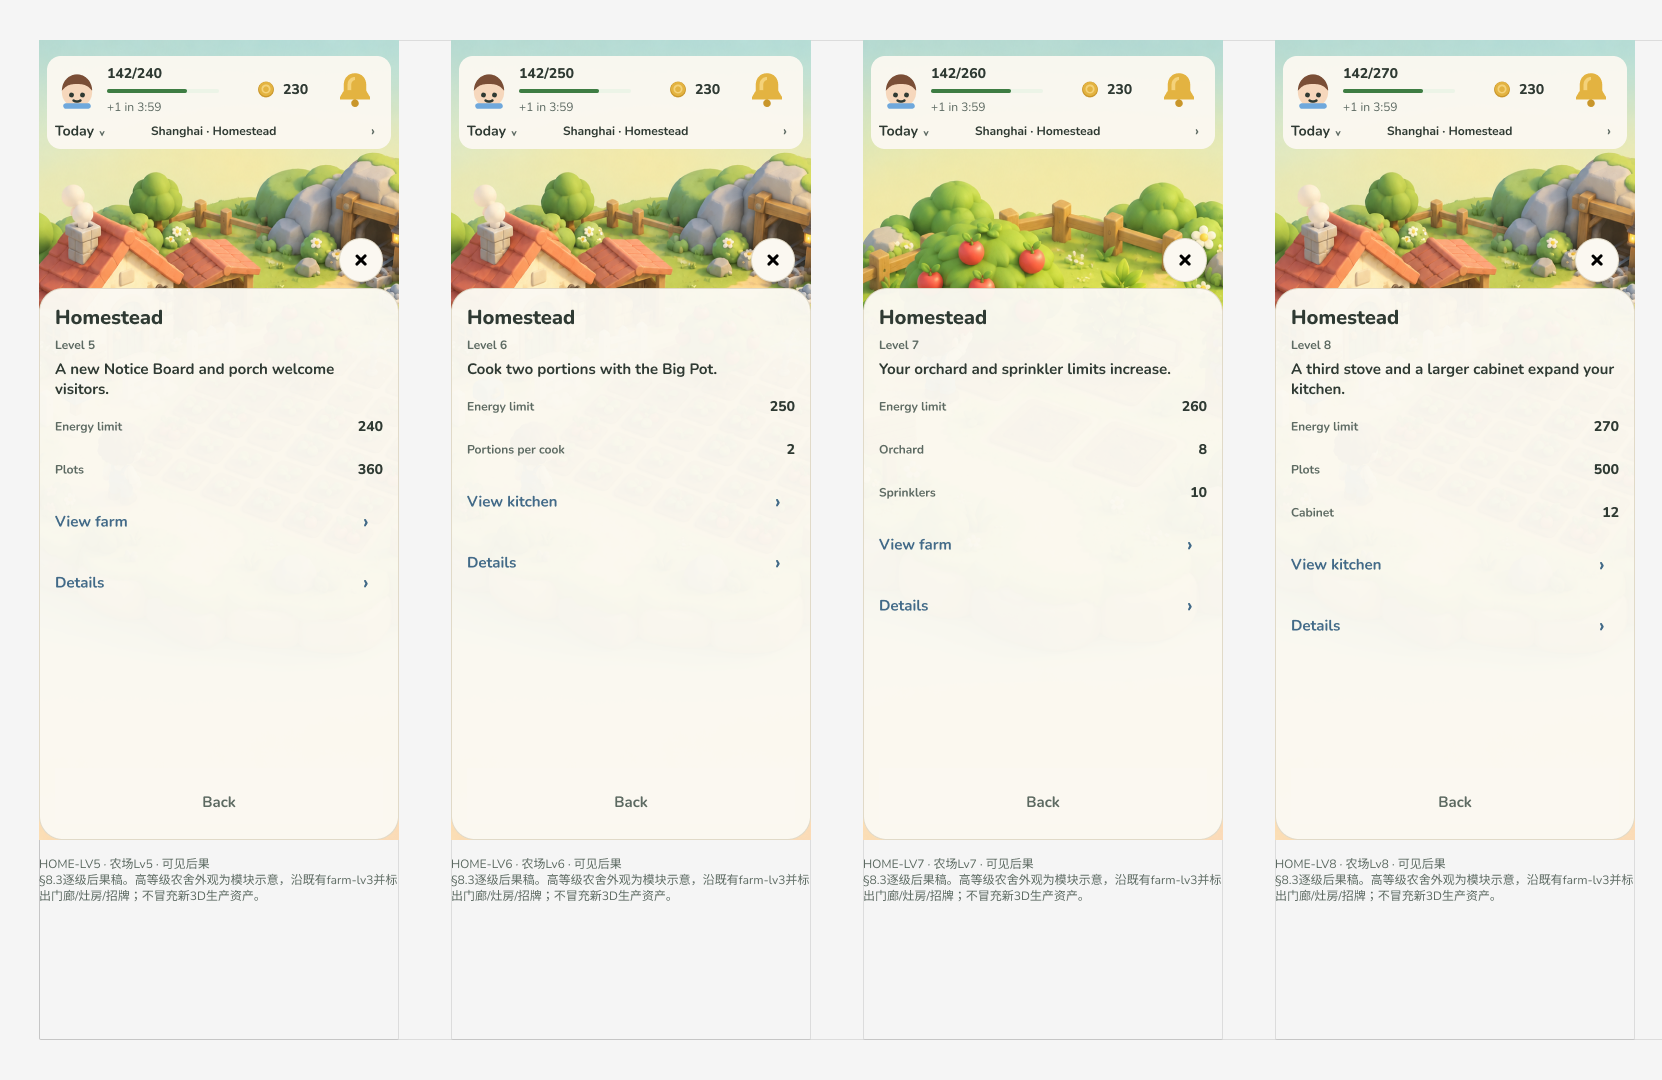 142/240
230
+1 in 3:59
Today ∨ Shanghai · Homestead ›
Homestead
Level 5
A new Notice Board and porch welcome
visitors.
Energy limit 240
Plots 360
View farm ›
Details ›
Back
HOME-LV5 · 农场Lv5 · 可见后果
§8.3逐级后果稿。高等级农舍外观为模块示意，沿既有farm-lv3并标
出门廊/灶房/招牌；不冒充新3D生产资产。
142/250
230
+1 in 3:59
Today ∨ Shanghai · Homestead ›
Homestead
Level 6
Cook two portions with the Big Pot.
Energy limit 250
Portions per cook 2
View kitchen ›
Details ›
Back
HOME-LV6 · 农场Lv6 · 可见后果
§8.3逐级后果稿。高等级农舍外观为模块示意，沿既有farm-lv3并标
出门廊/灶房/招牌；不冒充新3D生产资产。
142/260
230
+1 in 3:59
Today ∨ Shanghai · Homestead ›
Homestead
Level 7
Your orchard and sprinkler limits increase.
Energy limit 260
Orchard 8
Sprinklers 10
View farm ›
Details ›
Back
HOME-LV7 · 农场Lv7 · 可见后果
§8.3逐级后果稿。高等级农舍外观为模块示意，沿既有farm-lv3并标
出门廊/灶房/招牌；不冒充新3D生产资产。
142/270
230
+1 in 3:59
Today ∨ Shanghai · Homestead ›
Homestead
Level 8
A third stove and a larger cabinet expand your
kitchen.
Energy limit 270
Plots 500
Cabinet 12
View kitchen ›
Details ›
Back
HOME-LV8 · 农场Lv8 · 可见后果
§8.3逐级后果稿。高等级农舍外观为模块示意，沿既有farm-lv3并标
出门廊/灶房/招牌；不冒充新3D生产资产。